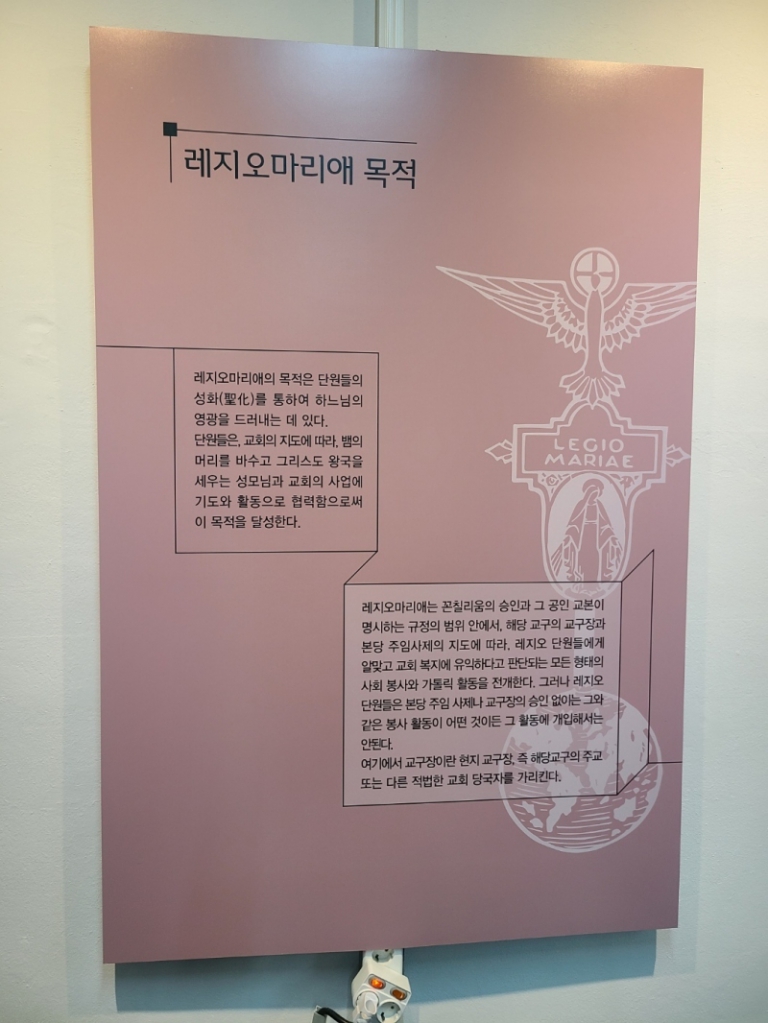 레지오마리애 목적
LEGIO
MARIAE
레지오마리애의 목적은 단원들의
성화(聖化)를 통하여 하느님의
영광을 드러내는 데 있다.
단원들은, 교회의 지도에 따라, 뱀의
머리를 바수고 그리스도 왕국을
세우는 성모님과 교회의 사업에
기도와 활동으로 협력함으로써
이 목적을 달성한다.
레지오마리애는 꼰칠리움의 승인과 그 공인 교본이
명시하는 규정의 범위 안에서, 해당 교구의 교구장과
본당 주임사제의 지도에 따라, 레지오 단원들에게
알맞고 교회 복지에 유익하다고 판단되는 모든 형태의
사회 봉사와 가톨릭 활동을 전개한다. 그러나 레지오
단원들은 본당 주임 사제나 교구장의 승인 없이는 그와
같은 봉사 활동이 어떤 것이든 그 활동에 개입해서는
안된다.
여기에서 교구장이란 현지 교구장, 즉 해당교구의 주교
또는 다른 적법한 교회 당국자를 가리킨다.